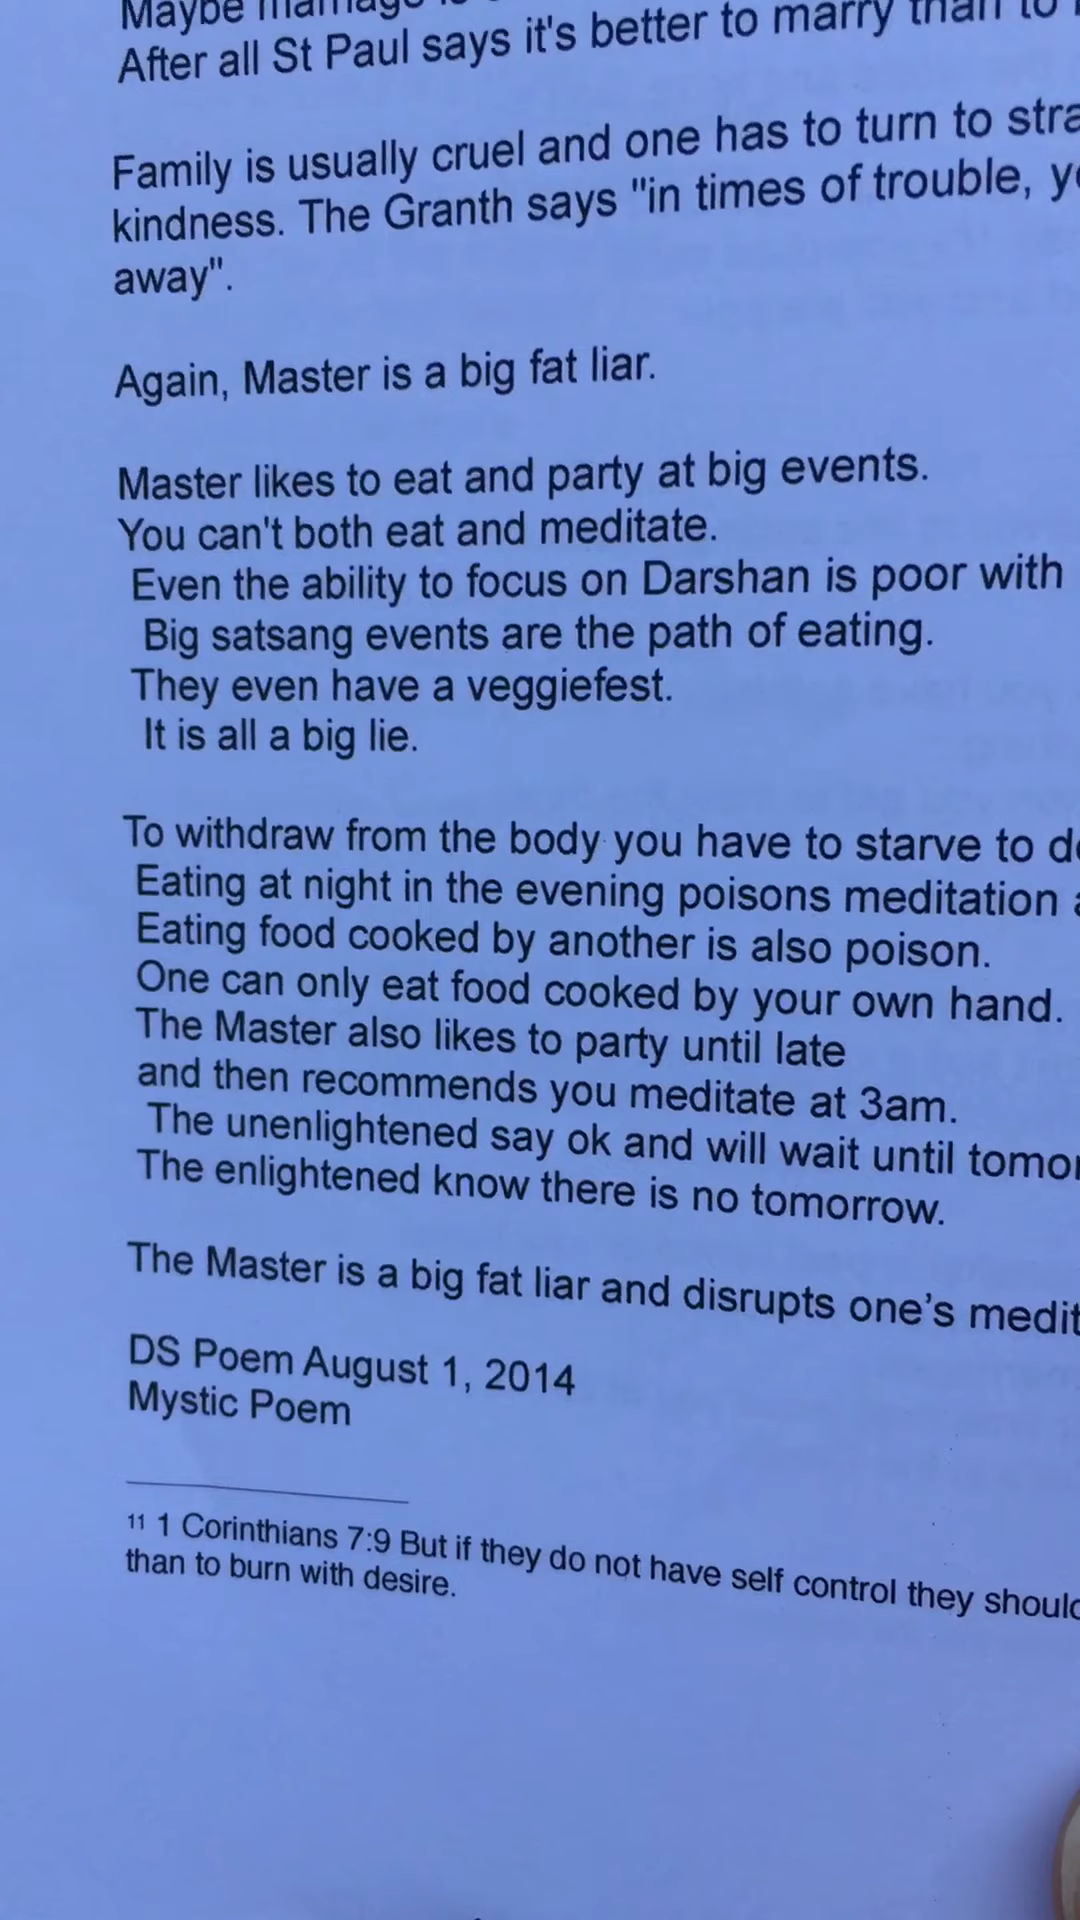 Maybe marriage is
After all St Paul says it's better to marry than to
Family is usually cruel and one has to turn to
kindness. The Granth says "in times of trouble,
away".
Again, Master is a big fat liar.
Master likes to eat and party at big events.
You can't both eat and meditate.
Even the ability to focus on Darshan is poor with
Big satsang events are the path of eating.
They even have a veggiefest.
It is all a big lie.
To withdraw from the body you have to starve to
Eating at night in the evening poisons meditation
Eating food cooked by another is also poison.
One can only eat food cooked by your own hand.
The Master also likes to party until late
and then recommends you meditate at 3am.
The unenlightened say ok and will wait until
The enlightened know there is no tomorrow.
The Master is a big fat liar and disrupts one’s
DS Poem August 1, 2014
Mystic Poem
11 1 Corinthians 7:9 But if they do not have self control they should
than to burn with desire.